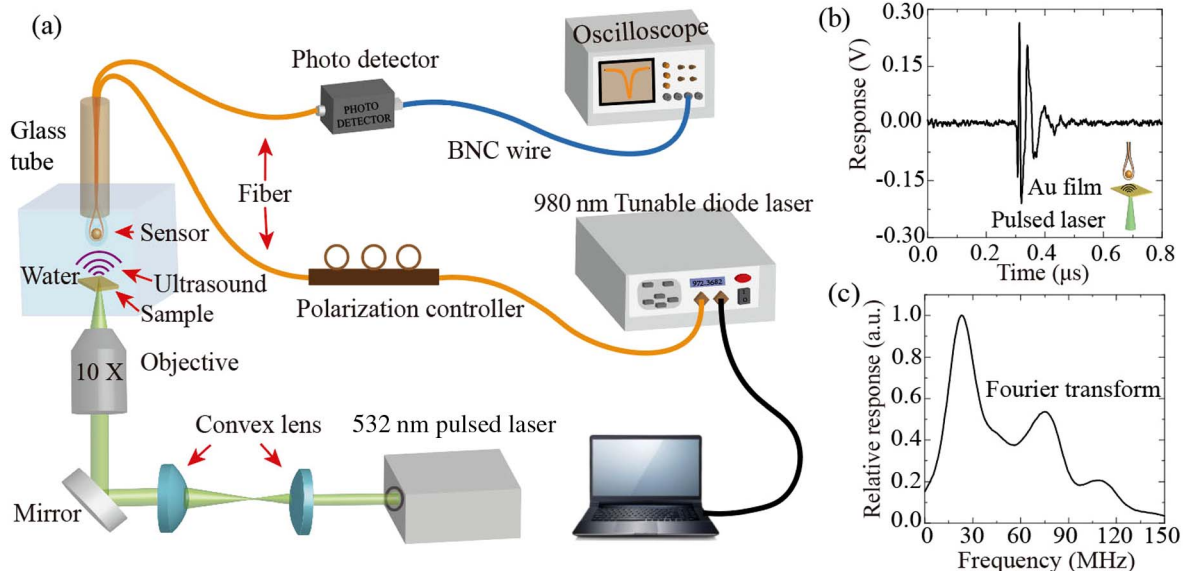 (a)
Photo detector
Oscilloscope
PHOTO
DETECTOR
BNC wire
Glass
tube
Fiber
Sensor
Water
Ultrasound
Sample
Polarization controller
980 nm Tunable diode laser
972.3682
Objective
10 X
Convex lens
532 nm pulsed laser
Mirror
(b)
Response (V)
0.30
0.15
0.00
-0.15
-0.30
Au film
Pulsed laser
0.0 0.2 0.4 0.6 0.8
Time (μs)
(c)
Relative response (a.u.)
1.0
0.8
0.6
0.4
0.2
0.0
Fourier transform
0 30 60 90 120 150
Frequency (MHz)